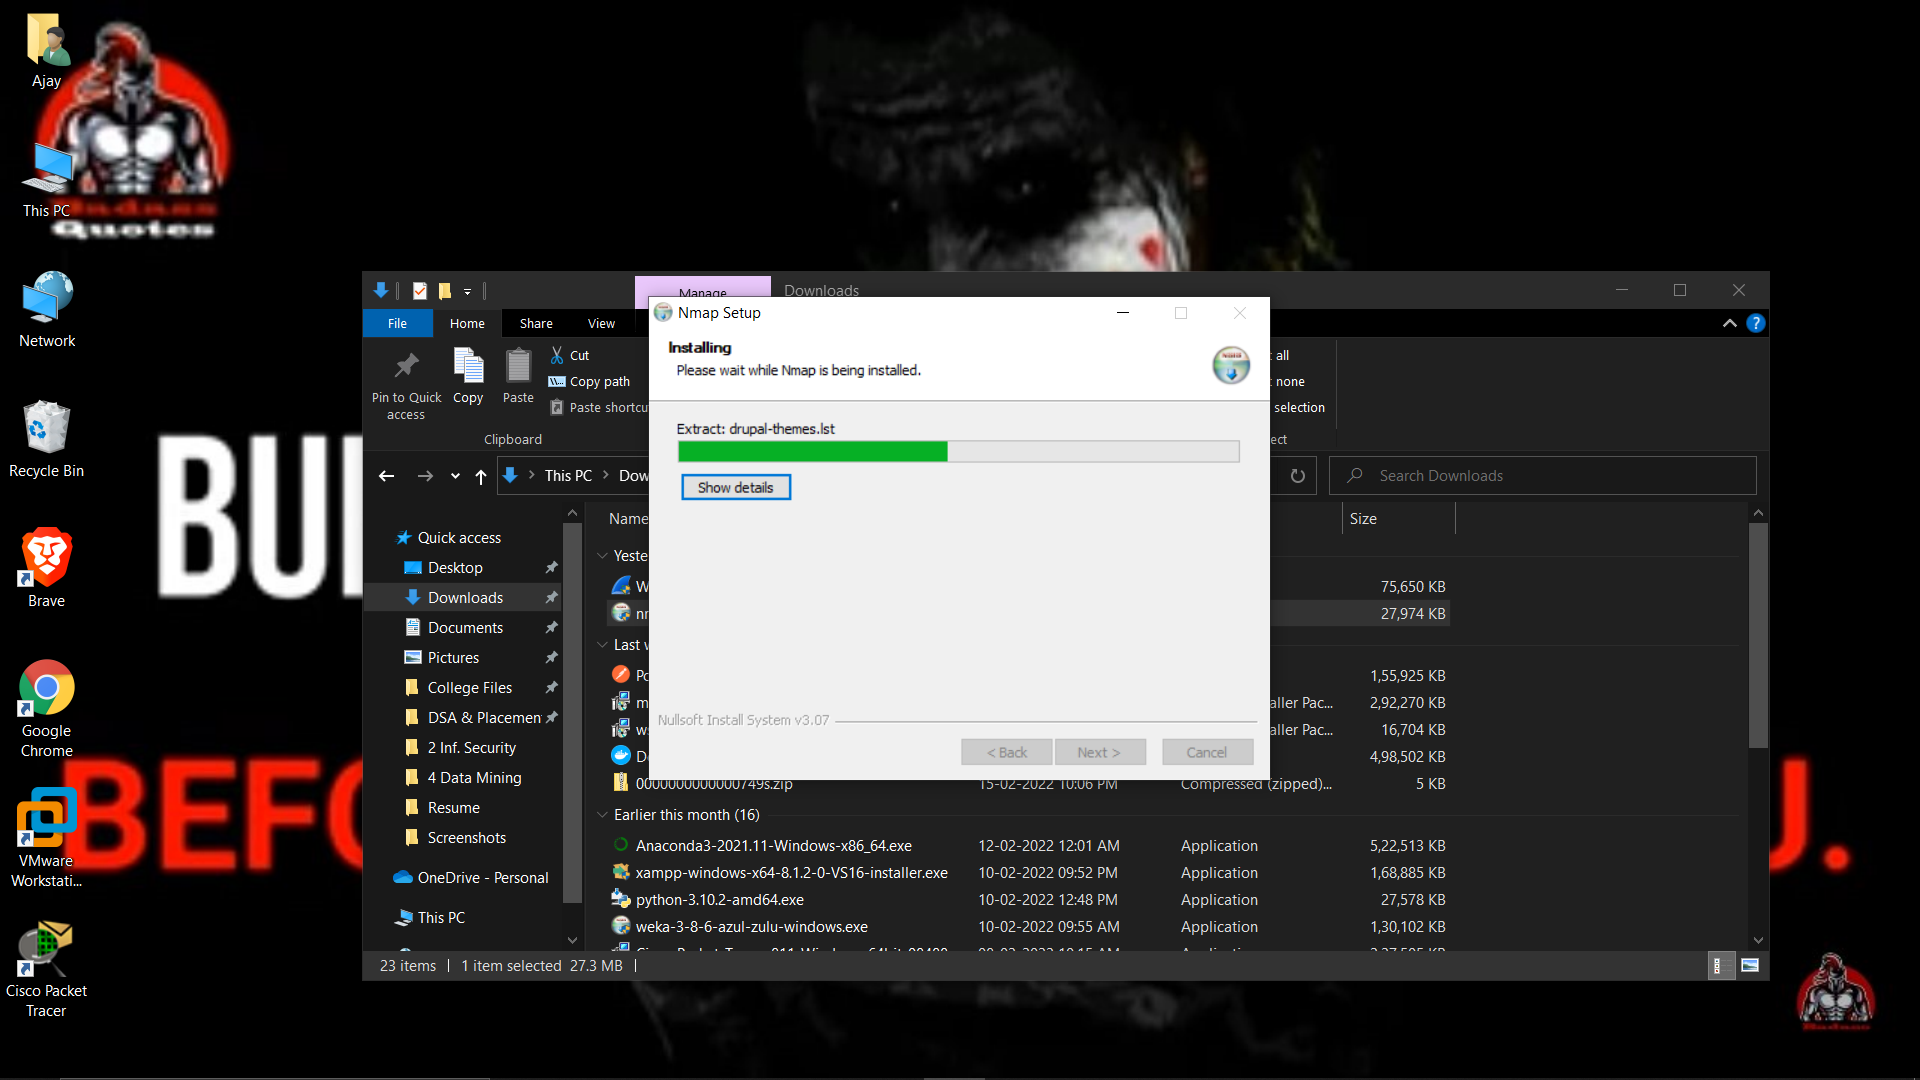 Ajay
This PC
Quotes
Network
Recycle Bin
Brave
Google
Chrome
VMware
Workstati...
Cisco Packet
Tracer
Manage
Downloads
File
Home
Share
View
Pin to Quick
access
Copy
Paste
Cut
Copy path
Clipboard
all
none
selection
This PC
Search Downloads
Nmap Setup
Installing
Please wait while Nmap is being installed.
Extract: drupal-themes.lst
Show details
Nullsoft Install System v3.07
< Back
Next >
Cancel
Quick access
Desktop
Downloads
Documents
Pictures
College Files
DSA & Placemen
2 Inf. Security
4 Data Mining
Resume
Screenshots
OneDrive - Personal
This PC
Name
Size
75,650 KB
27,974 KB
Last
1,55,925 KB
aller Pac... 2,92,270 KB
aller Pac... 16,704 KB
4,98,502 KB
0000000000000749s.zip 15-02-2022 10:06 PM Compressed (zipped)... 5 KB
Earlier this month (16)
Anaconda3-2021.11-Windows-x86_64.exe 12-02-2022 12:01 AM Application 5,22,513 KB
xampp-windows-x64-8.1.2-0-VS16-installer.exe 10-02-2022 09:52 PM Application 1,68,885 KB
python-3.10.2-amd64.exe 10-02-2022 12:48 PM Application 27,578 KB
weka-3-8-6-azul-zulu-windows.exe 10-02-2022 09:55 AM Application 1,30,102 KB
23 items 1 item selected 27.3 MB